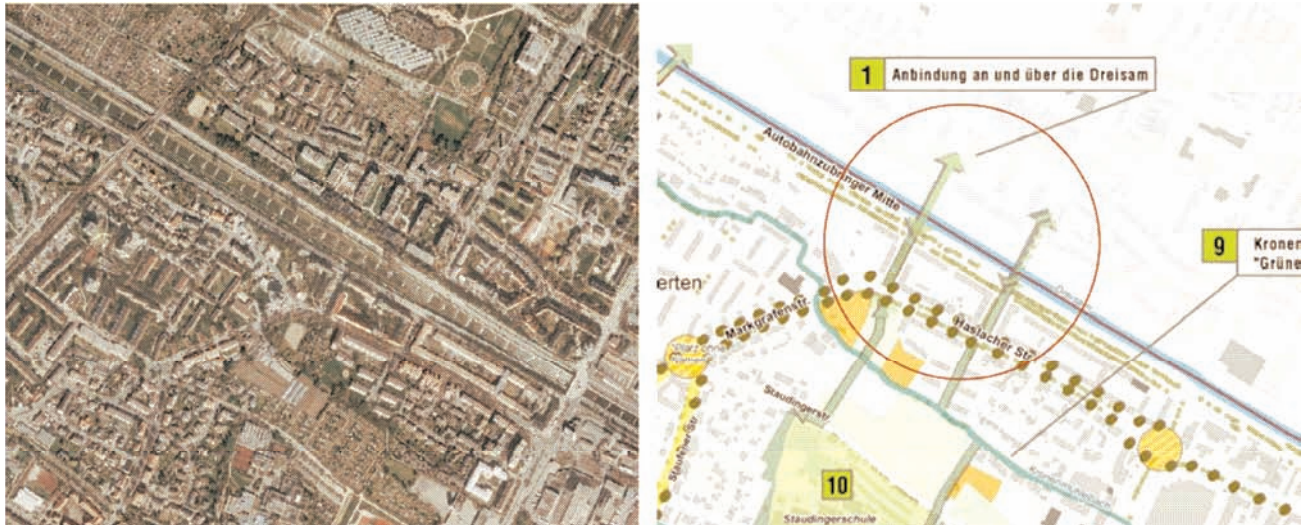 1 Anbindung an und über die Dreisam
Autobahnzubringer Mitte
9 Kronen
"Grüne
erten
Markgrafenstr.
Haslacher Str.
Dreisam
Staudingerstr.
10
Staudingerschule